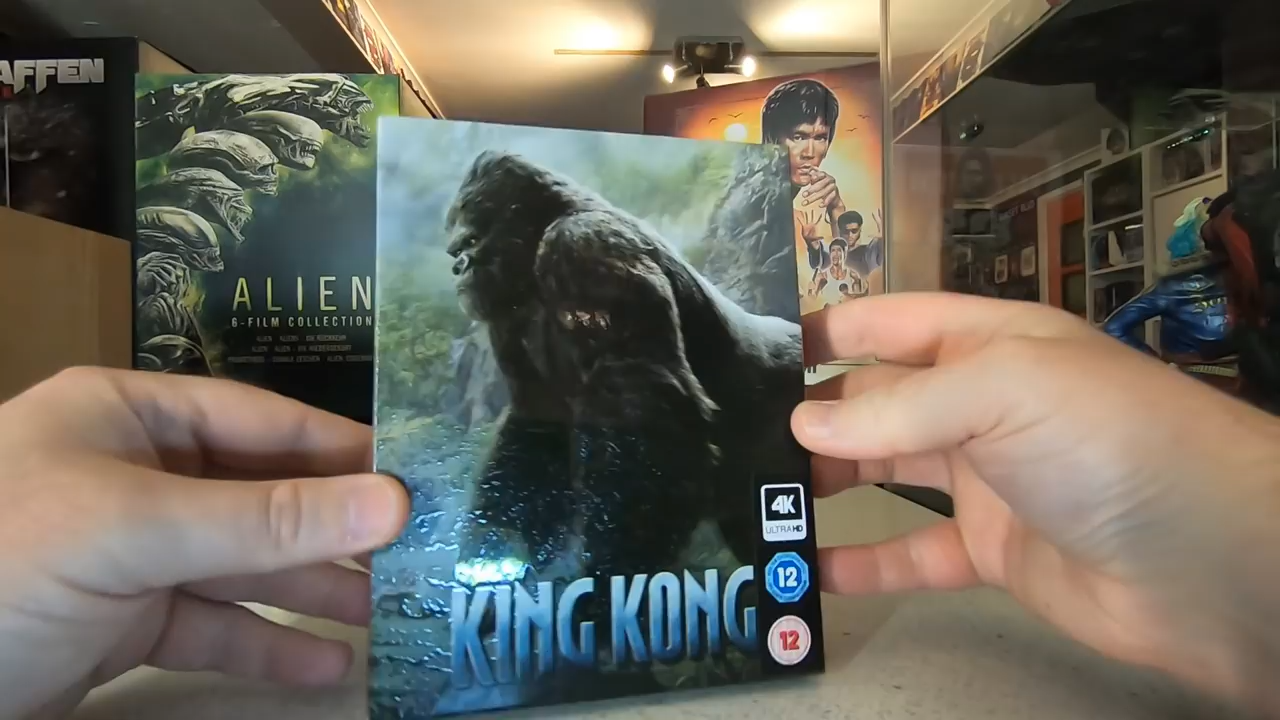 AFFEN
ALIEN
6-FILM COLLECTION
4K
ULTRA HD
12
12
KING KONG